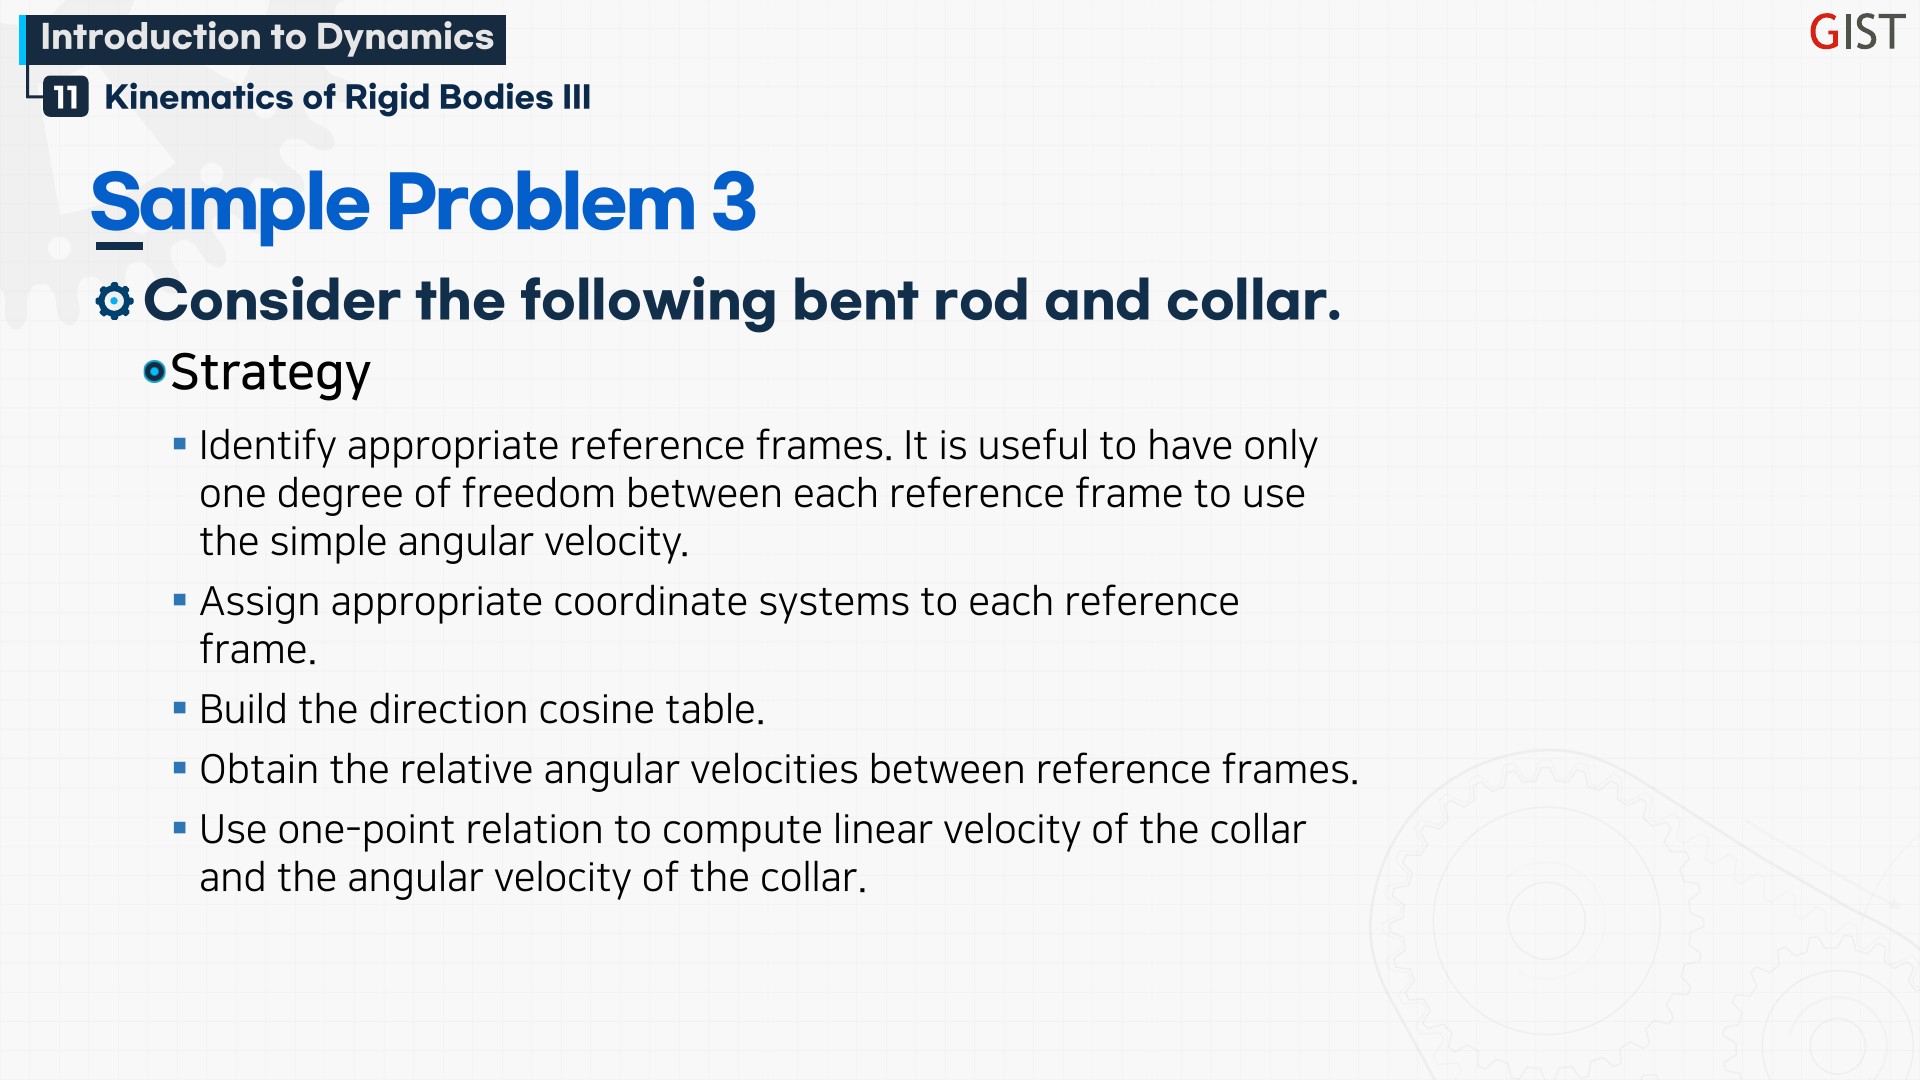 Introduction to Dynamics
GIST
11 Kinematics of Rigid Bodies III
Sample Problem 3
Consider the following bent rod and collar.
Strategy
Identify appropriate reference frames. It is useful to have only
one degree of freedom between each reference frame to use
the simple angular velocity.
Assign appropriate coordinate systems to each reference
frame.
Build the direction cosine table.
Obtain the relative angular velocities between reference frames.
Use one-point relation to compute linear velocity of the collar
and the angular velocity of the collar.